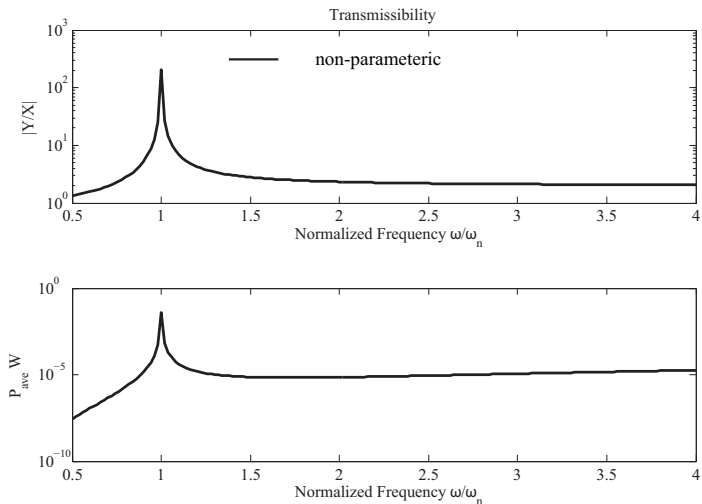 Transmissibility
10^3
10^2
10^1
10^0
|Y/X|
non-parameteric
0.5 1 1.5 2 2.5 3 3.5 4
Normalized Frequency ω/ω_n
10^0
10^-5
10^-10
P_ave W
0.5 1 1.5 2 2.5 3 3.5 4
Normalized Frequency ω/ω_n